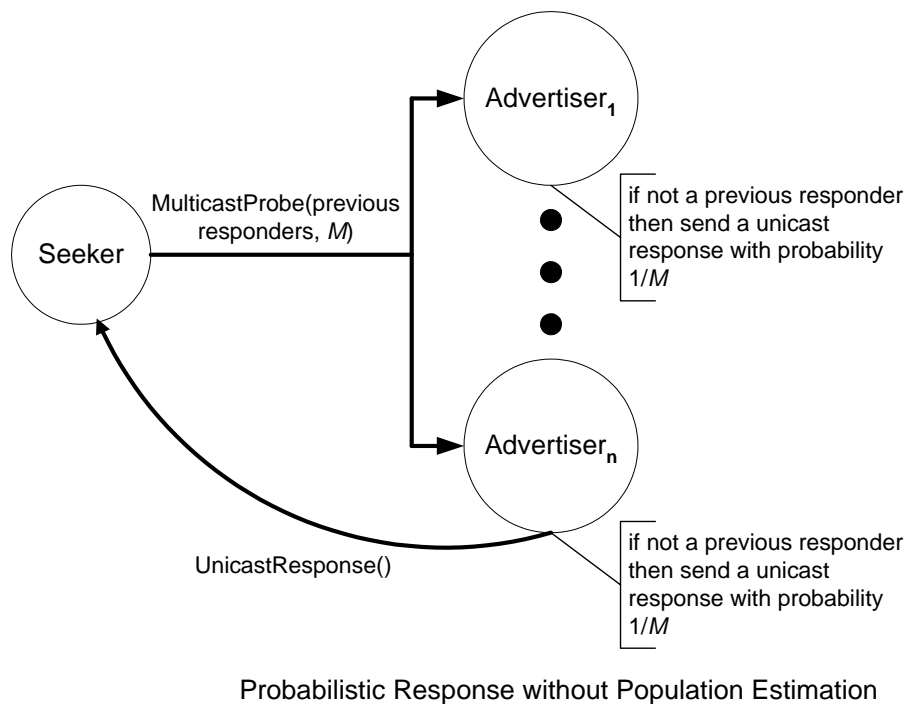 Advertiser1
MulticastProbe(previous
responders, M)
Seeker
if not a previous responder
then send a unicast
response with probability
1/M
Advertisern
UnicastResponse()
if not a previous responder
then send a unicast
response with probability
1/M
Probabilistic Response without Population Estimation